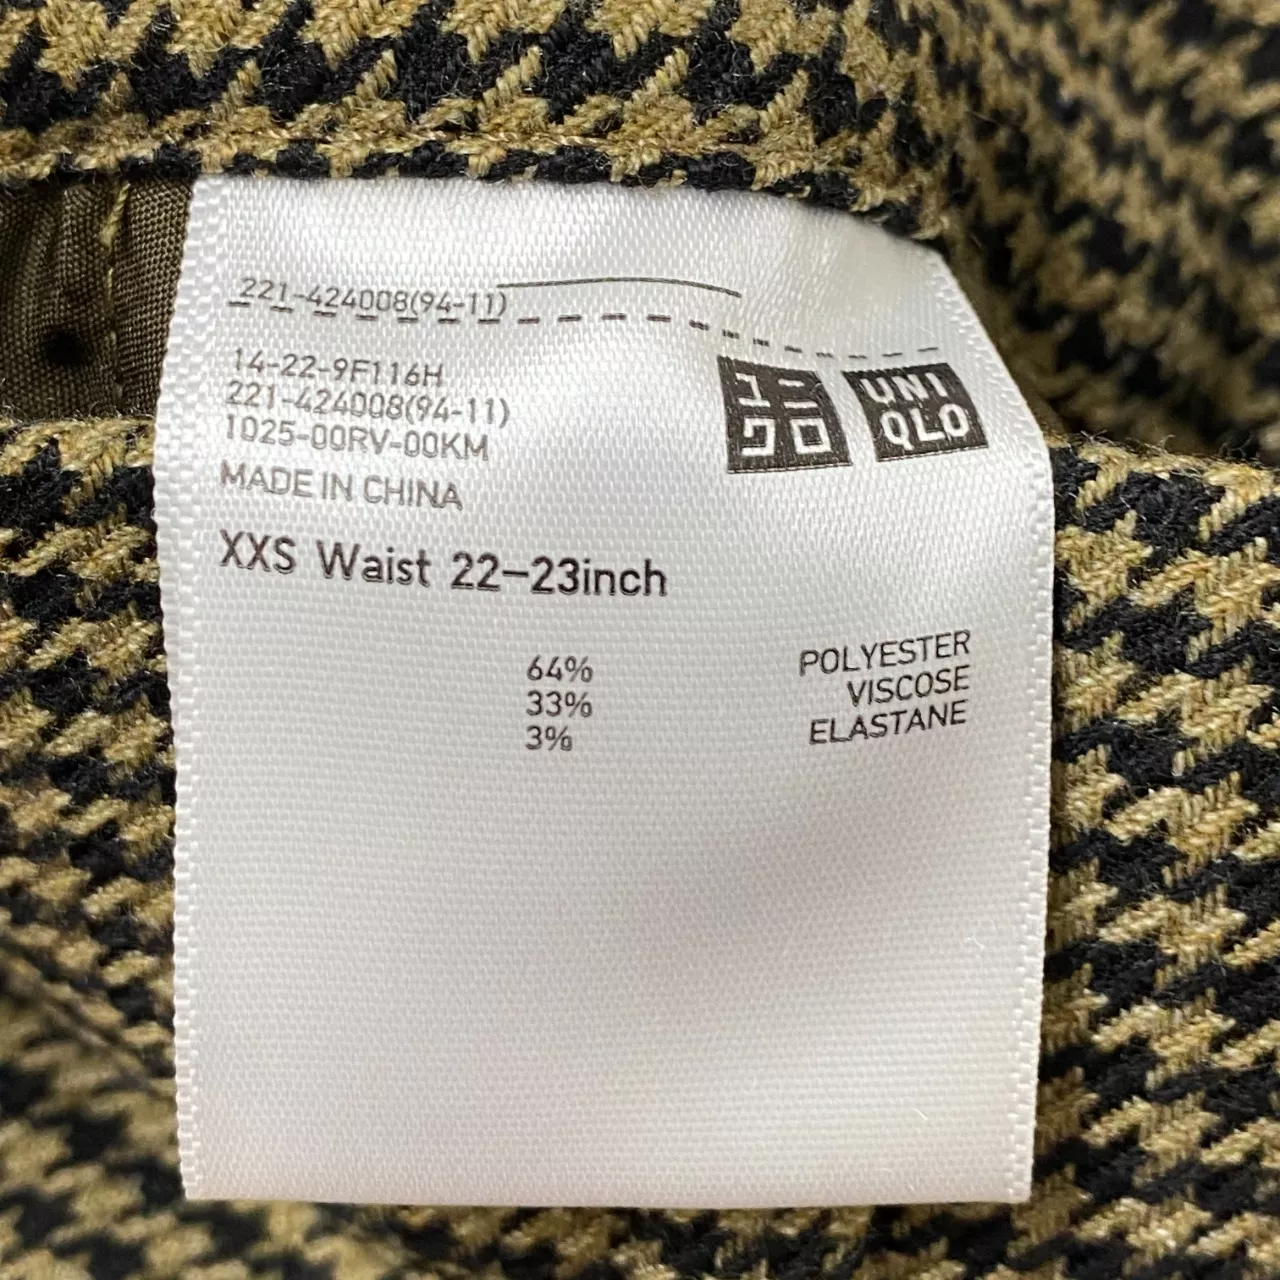 221-424008(94-11)
14-22-9F116H
221-424008(94-11)
1025-00RV-00KM
MADE IN CHINA
ユニ
クロ
UNI
QLO
XXS Waist 22-23inch
64% POLYESTER
33% VISCOSE
3% ELASTANE